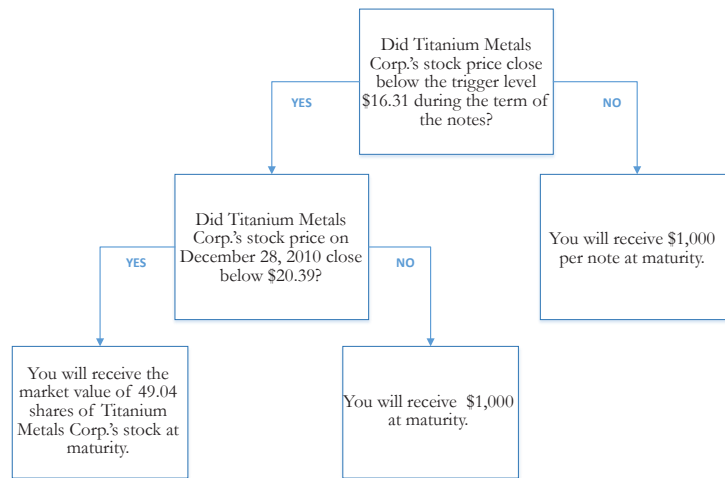 Did Titanium Metals
Corp.'s stock price close
below the trigger level
$16.31 during the term of
the notes?
YES
NO
Did Titanium Metals
Corp.'s stock price on
December 28, 2010 close
below $20.39?
You will receive $1,000
per note at maturity.
YES
NO
You will receive the
market value of 49.04
shares of Titanium
Metals Corp.'s stock at
maturity.
You will receive $1,000
at maturity.